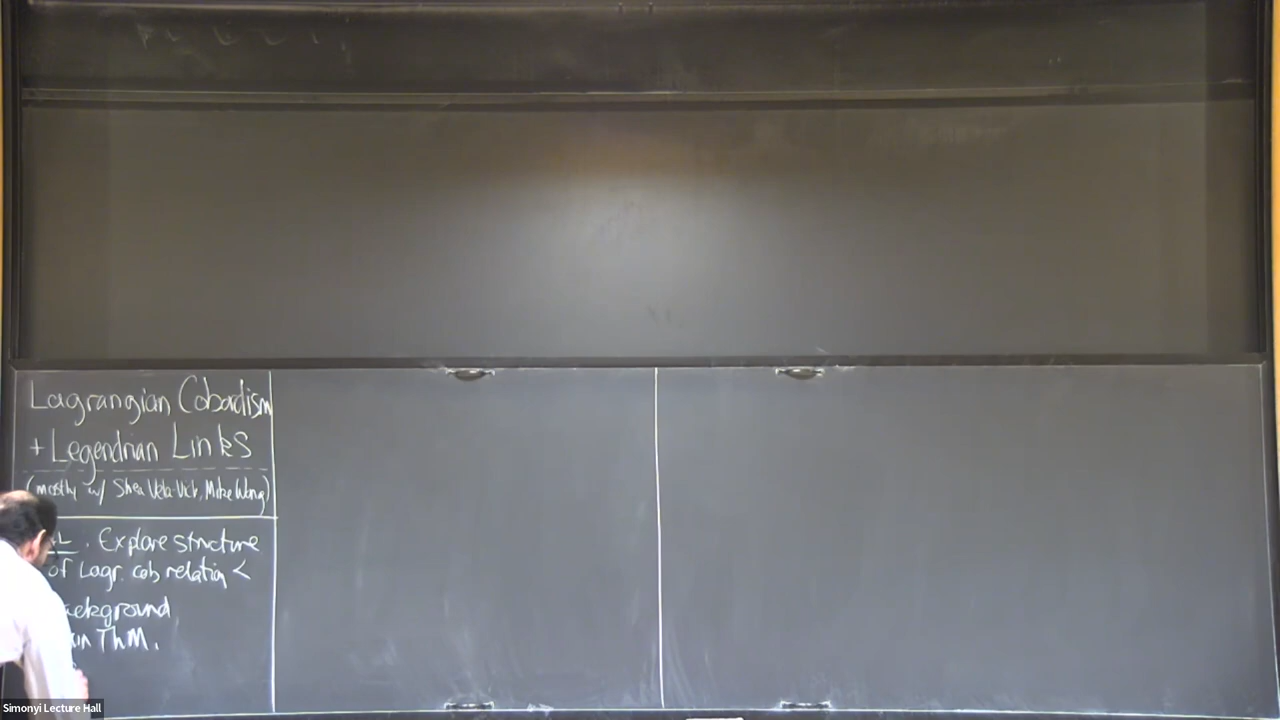 Lagrangian Cobordism
+ Legendrian Links
(mostly w/ Shea Vela-Vick, Mike Wong)
. Explore structure
of Lagr. cob relation <
ackground
in Thm.
Simonyi Lecture Hall